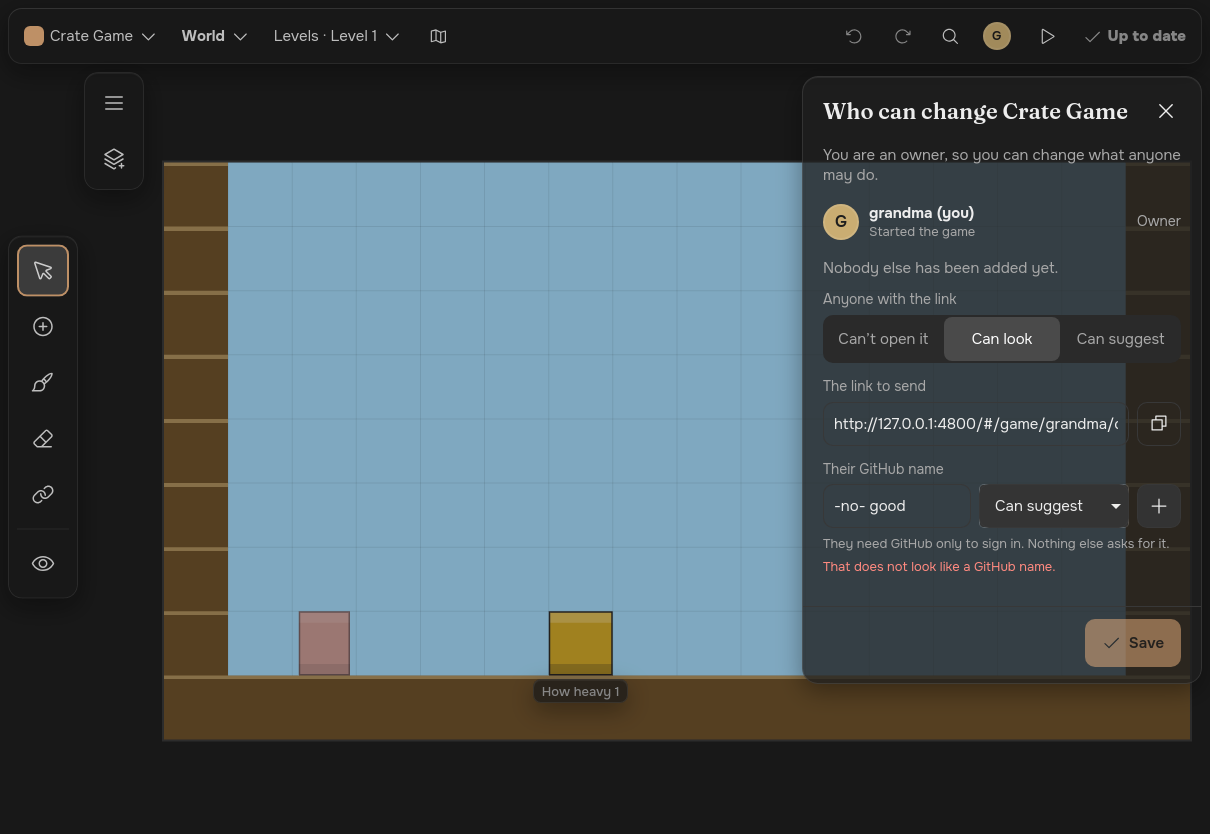 Crate Game
World
Levels · Level 1
G
Up to date
Who can change Crate Game
You are an owner, so you can change what anyone
may do.
G
grandma (you)
Started the game
Owner
Nobody else has been added yet.
Anyone with the link
Can't open it
Can look
Can suggest
The link to send
http://127.0.0.1:4800/#/game/grandma/
Their GitHub name
-no- good
Can suggest
They need GitHub only to sign in. Nothing else asks for it.
That does not look like a GitHub name.
Save
How heavy 1